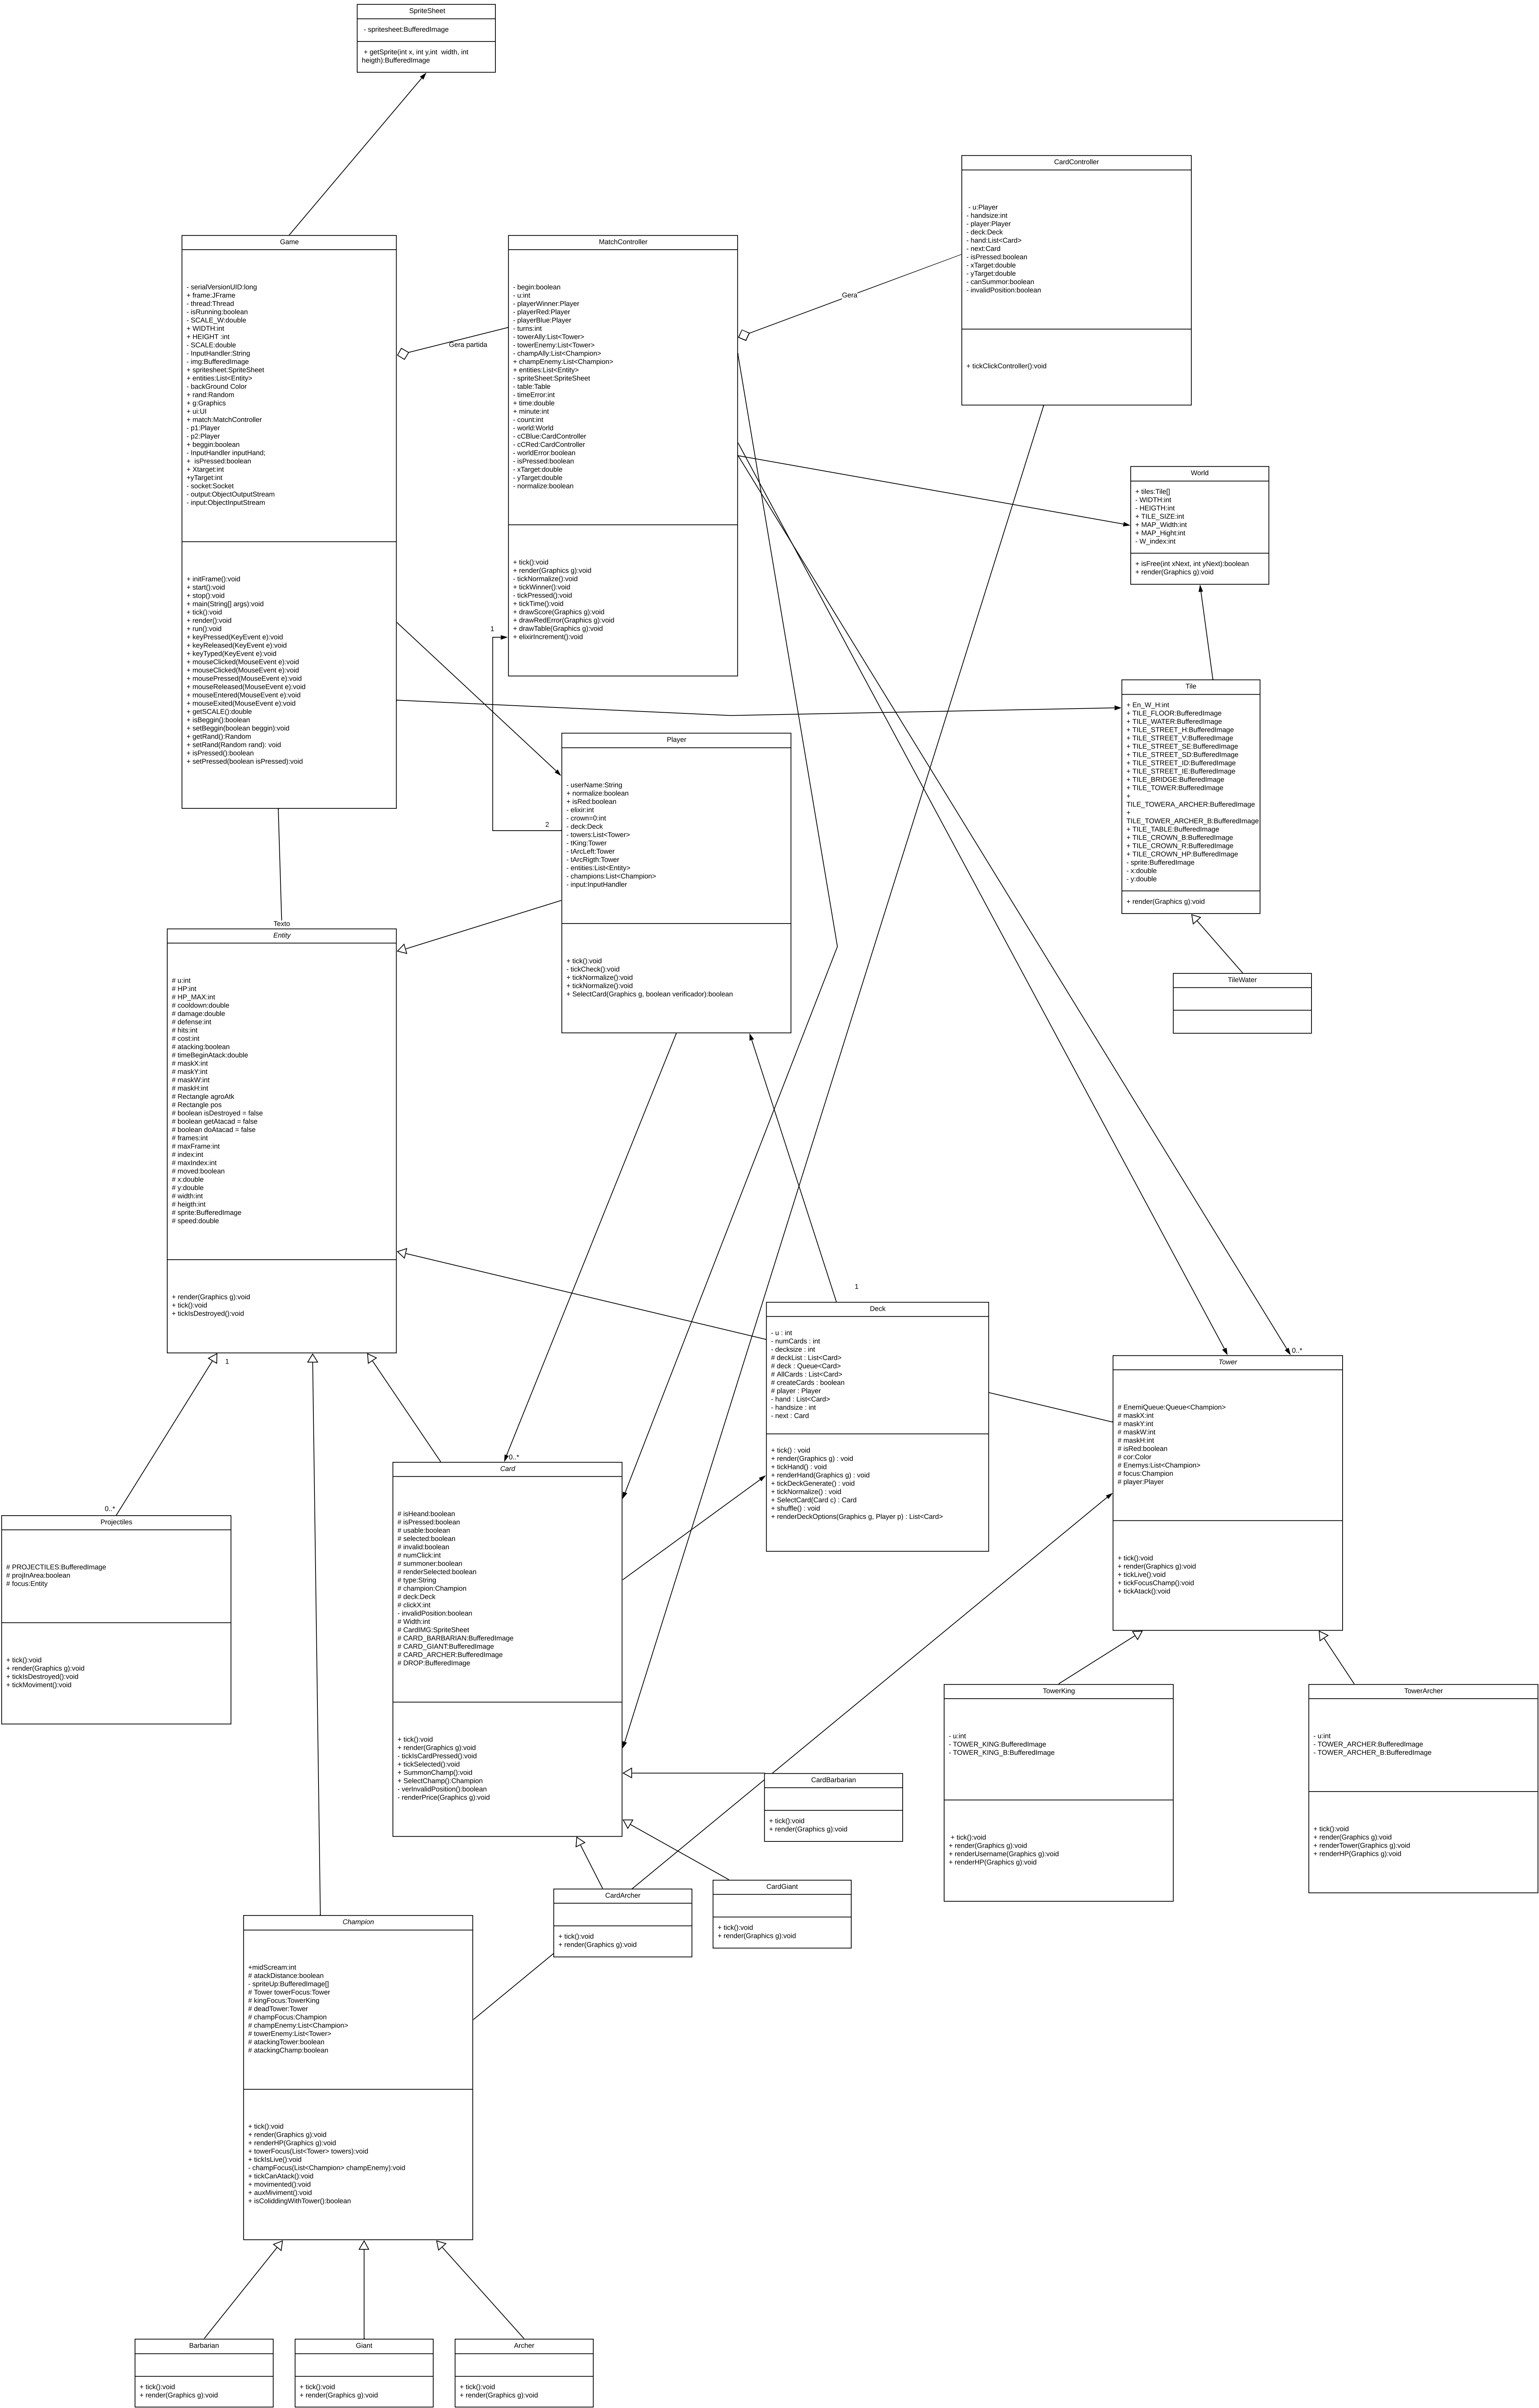 SpriteSheet
- spritesheet:BufferedImage
+ getSprite(int x, int y,int  width, int
heigth):BufferedImage
CardController
- u:Player
- handsize:int
- player:Player
- deck:Deck
- hand:List<Card>
- next:Card
- isPressed:boolean
- xTarget:double
- yTarget:double
- canSummor:boolean
- invalidPosition:boolean
+ tickClickController():void
Game
- serialVersionUID:long
+ frame:JFrame
- thread:Thread
- isRunning:boolean
- SCALE_W:double
+ WIDTH:int
+ HEIGHT :int
- SCALE:double
- InputHandler:String
- img:BufferedImage
+ spritesheet:SpriteSheet
+ entities:List<Entity>
- backGround Color
+ rand:Random
+ g:Graphics
+ ui:UI
+ match:MatchController
- p1:Player
- p2:Player
+ beggin:boolean
- InputHandler inputHand;
+  isPressed:boolean
+ Xtarget:int
+yTarget:int
- socket:Socket
- output:ObjectOutputStream
- input:ObjectInputStream
+ initFrame():void
+ start():void
+ stop():void
+ main(String[] args):void
+ tick():void
+ render():void
+ run():void
+ keyPressed(KeyEvent e):void
+ keyReleased(KeyEvent e):void
+ keyTyped(KeyEvent e):void
+ mouseClicked(MouseEvent e):void
+ mouseClicked(MouseEvent e):void
+ mousePressed(MouseEvent e):void
+ mouseReleased(MouseEvent e):void
+ mouseEntered(MouseEvent e):void
+ mouseExited(MouseEvent e):void
+ getSCALE():double
+ isBeggin():boolean
+ setBeggin(boolean beggin):void
+ getRand():Random
+ setRand(Random rand): void
+ isPressed():boolean
+ setPressed(boolean isPressed):void
Gera partida
MatchController
- begin:boolean
- u:int
- playerWinner:Player
- playerRed:Player
- playerBlue:Player
- turns:int
- towerAlly:List<Tower>
- towerEnemy:List<Tower>
- champAlly:List<Champion>
+ champEnemy:List<Champion>
+ entities:List<Entity>
- spriteSheet:SpriteSheet
- table:Table
- timeError:int
+ time:double
+ minute:int
- count:int
- world:World
- cCBlue:CardController
- cCRed:CardController
- worldError:boolean
- isPressed:boolean
- xTarget:double
- yTarget:double
- normalize:boolean
+ tick():void
+ render(Graphics g):void
- tickNormalize():void
+ tickWinner():void
- tickPressed():void
+ tickTime():void
+ drawScore(Graphics g):void
+ drawRedError(Graphics g):void
+ drawTable(Graphics g):void
+ elixirIncrement():void
Gera
1
2
World
+ tiles:Tile[]
- WIDTH:int
- HEIGTH:int
+ TILE_SIZE:int
+ MAP_Width:int
+ MAP_Hight:int
- W_index:int
+ isFree(int xNext, int yNext):boolean
+ render(Graphics g):void
Tile
+ En_W_H:int
+ TILE_FLOOR:BufferedImage
+ TILE_WATER:BufferedImage
+ TILE_STREET_H:BufferedImage
+ TILE_STREET_V:BufferedImage
+ TILE_STREET_SE:BufferedImage
+ TILE_STREET_SD:BufferedImage
+ TILE_STREET_ID:BufferedImage
+ TILE_STREET_IE:BufferedImage
+ TILE_BRIDGE:BufferedImage
+ TILE_TOWER:BufferedImage
+
TILE_TOWERA_ARCHER:BufferedImage
+
TILE_TOWER_ARCHER_B:BufferedImage
+ TILE_TABLE:BufferedImage
+ TILE_CROWN_B:BufferedImage
+ TILE_CROWN_R:BufferedImage
+ TILE_CROWN_HP:BufferedImage
- sprite:BufferedImage
- x:double
- y:double
+ render(Graphics g):void
TileWater
Player
- userName:String
+ normalize:boolean
+ isRed:boolean
- elixir:int
- crown=0:int
- deck:Deck
- towers:List<Tower>
- tKing:Tower
- tArcLeft:Tower
- tArcRigth:Tower
- entities:List<Entity>
- champions:List<Champion>
- input:InputHandler
+ tick():void
- tickCheck():void
+ tickNormalize():void
+ tickNormalize():void
+ SelectCard(Graphics g, boolean verificador):boolean
Texto
Entity
# u:int
# HP:int
# HP_MAX:int
# cooldown:double
# damage:double
# defense:int
# hits:int
# cost:int
# atacking:boolean
# timeBeginAtack:double
# maskX:int
# maskY:int
# maskW:int
# maskH:int
# Rectangle agroAtk
# Rectangle pos
# boolean isDestroyed = false
# boolean getAtacad = false
# boolean doAtacad = false
# frames:int
# maxFrame:int
# index:int
# maxIndex:int
# moved:boolean
# x:double
# y:double
# width:int
# heigth:int
# sprite:BufferedImage
# speed:double
+ render(Graphics g):void
+ tick():void
+ tickIsDestroyed():void
1
0..*
1
Deck
- u : int
- numCards : int
- decksize : int
# deckList : List<Card>
# deck : Queue<Card>
# AllCards : List<Card>
# createCards : boolean
# player : Player
- hand : List<Card>
- handsize : int
- next : Card
+ tick() : void
+ render(Graphics g) : void
+ tickHand() : void
+ renderHand(Graphics g) : void
+ tickDeckGenerate() : void
+ tickNormalize() : void
+ SelectCard(Card c) : Card
+ shuffle() : void
+ renderDeckOptions(Graphics g, Player p) : List<Card>
0..*
Tower
# EnemiQueue:Queue<Champion>
# maskX:int
# maskY:int
# maskW:int
# maskH:int
# isRed:boolean
# cor:Color
# Enemys:List<Champion>
# focus:Champion
# player:Player
+ tick():void
+ render(Graphics g):void
+ tickLive():void
+ tickFocusChamp():void
+ tickAtack():void
0..*
Card
# isHeand:boolean
# isPressed:boolean
# usable:boolean
# selected:boolean
# invalid:boolean
# numClick:int
# summoner:boolean
# renderSelected:boolean
# type:String
# champion:Champion
# deck:Deck
# clickX:int
- invalidPosition:boolean
# Width:int
# CardIMG:SpriteSheet
# CARD_BARBARIAN:BufferedImage
# CARD_GIANT:BufferedImage
# CARD_ARCHER:BufferedImage
# DROP:BufferedImage
+ tick():void
+ render(Graphics g):void
- tickIsCardPressed():void
+ tickSelected():void
+ SummonChamp():void
+ SelectChamp():Champion
- verInvalidPosition():boolean
- renderPrice(Graphics g):void
Projectiles
# PROJECTILES:BufferedImage
# projInArea:boolean
# focus:Entity
+ tick():void
+ render(Graphics g):void
+ tickIsDestroyed():void
+ tickMoviment():void
TowerKing
- u:int
- TOWER_KING:BufferedImage
- TOWER_KING_B:BufferedImage
+ tick():void
+ render(Graphics g):void
+ renderUsername(Graphics g):void
+ renderHP(Graphics g):void
TowerArcher
- u:int
- TOWER_ARCHER:BufferedImage
- TOWER_ARCHER_B:BufferedImage
+ tick():void
+ render(Graphics g):void
+ renderTower(Graphics g):void
+ renderHP(Graphics g):void
CardBarbarian
+ tick():void
+ render(Graphics g):void
CardGiant
+ tick():void
+ render(Graphics g):void
CardArcher
+ tick():void
+ render(Graphics g):void
Champion
+midScream:int
# atackDistance:boolean
- spriteUp:BufferedImage[]
# Tower towerFocus:Tower
# kingFocus:TowerKing
# deadTower:Tower
# champFocus:Champion
# champEnemy:List<Champion>
# towerEnemy:List<Tower>
# atackingTower:boolean
# atackingChamp:boolean
+ tick():void
+ render(Graphics g):void
+ renderHP(Graphics g):void
+ towerFocus(List<Tower> towers):void
+ tickIsLive():void
- champFocus(List<Champion> champEnemy):void
+ tickCanAtack():void
+ movimented():void
+ auxMiviment():void
+ isColiddingWithTower():boolean
Barbarian
+ tick():void
+ render(Graphics g):void
Giant
+ tick():void
+ render(Graphics g):void
Archer
+ tick():void
+ render(Graphics g):void